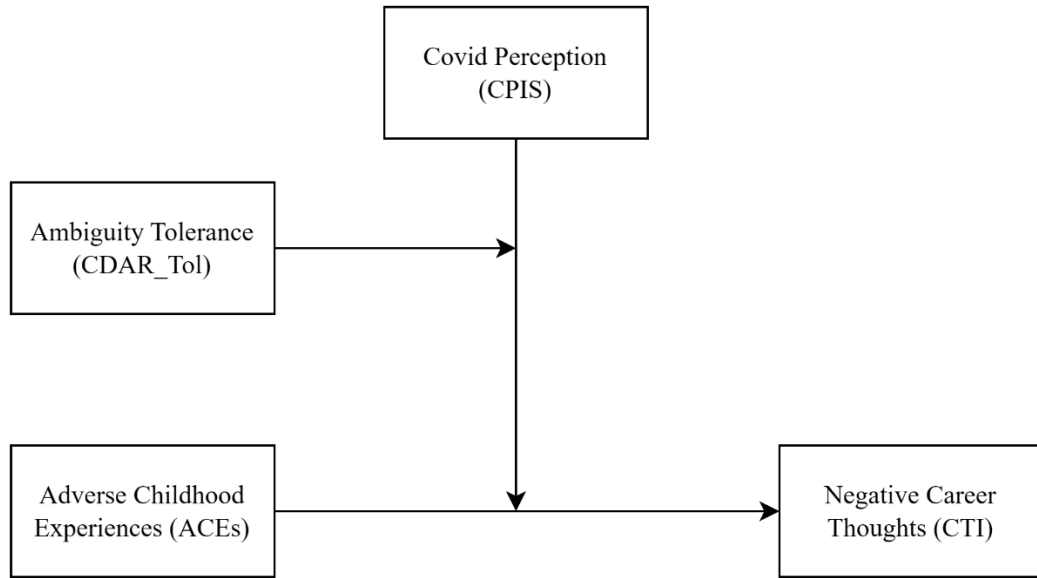 Covid Perception
(CPIS)
Ambiguity Tolerance
(CDAR_Tol)
Adverse Childhood
Experiences (ACEs)
Negative Career
Thoughts (CTI)